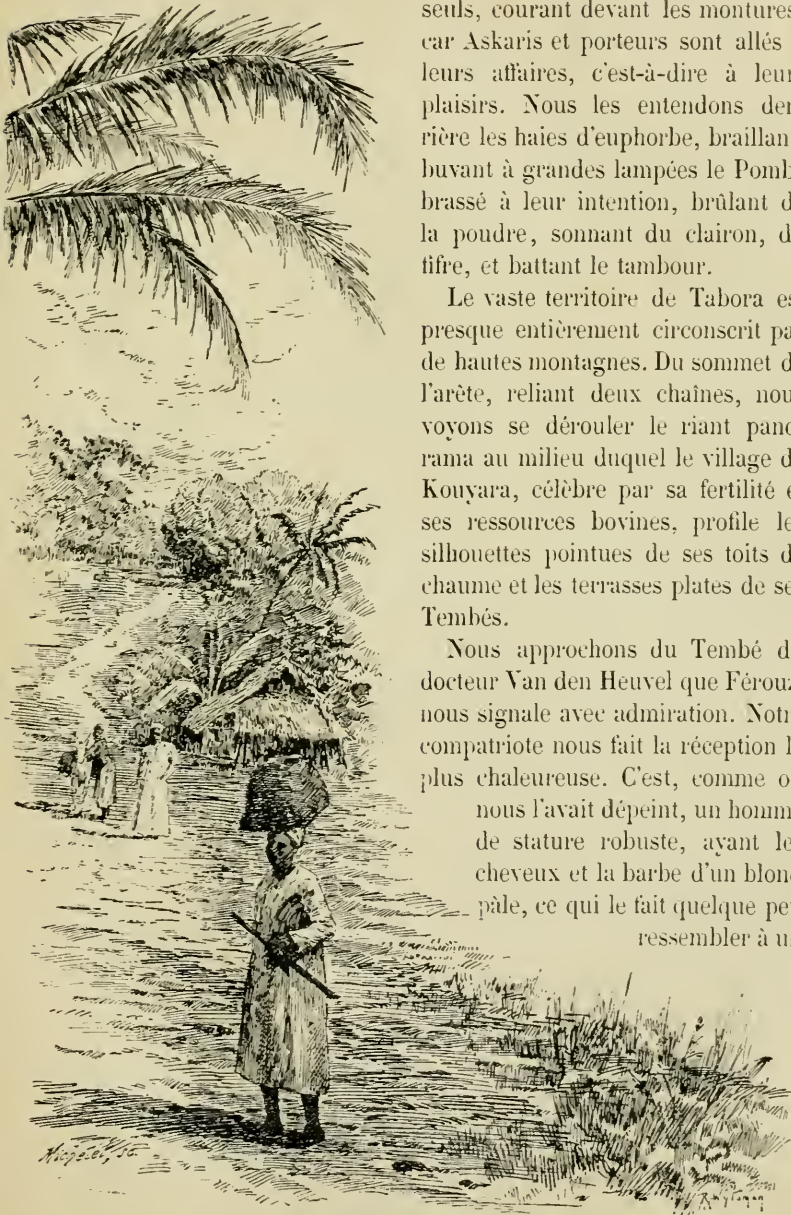 seuls, courant devant les montures
car Askaris et porteurs sont allés
leurs affaires, c'est-à-dire à leur
plaisirs. Nous les entendons der
rière les haies d'euphorbe, braillan
buvant à grandes lampées le Pomb
brassé à leur intention, brûlant d
la poudre, sonnant du clairon, d
fifre, et battant le tambour.
Le vaste territoire de Tabora es
presque entièrement circonscrit pa
de hautes montagnes. Du sommet d
l'arête, reliant deux chaînes, nou
voyons se dérouler le riant pano
rama au milieu duquel le village d
Kouyara, célèbre par sa fertilité e
ses ressources bovines, profile le
silhouettes pointues de ses toits d
chaume et les terrasses plates de se
Tembés.
Nous approchons du Tembé d
docteur Van den Heuvel que Férouz
nous signale avec admiration. Notr
compatriote nous fait la réception l
plus chaleureuse. C'est, comme o
nous l'avait dépeint, un homm
de stature robuste, ayant le
cheveux et la barbe d'un blon
pâle, ce qui le fait quelque pe
ressembler à u